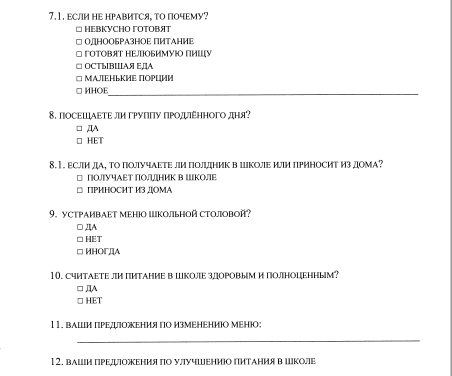 7.1. ЕСЛИ НЕ НРАВИТСЯ, ТО ПОЧЕМУ?
□ НЕВКУСНО ГОТОВЯТ
□ ОДНООБРАЗНОЕ ПИТАНИЕ
□ ГОТОВЯТ НЕЛЮБИМУЮ ПИЩУ
□ ОСТЫВШАЯ ЕДА
□ МАЛЕНЬКИЕ ПОРЦИИ
□ ИНОЕ
8. ПОСЕЩАЕТЕ ЛИ ГРУППУ ПРОДЛЁННОГО ДНЯ?
□ ДА
□ НЕТ
8.1. ЕСЛИ ДА, ТО ПОЛУЧАЕТЕ ЛИ ПОЛДНИК В ШКОЛЕ ИЛИ ПРИНОСИТ ИЗ ДОМА?
□ ПОЛУЧАЕТ ПОЛДНИК В ШКОЛЕ
□ ПРИНОСИТ ИЗ ДОМА
9. УСТРАИВАЕТ МЕНЮ ШКОЛЬНОЙ СТОЛОВОЙ?
□ ДА
□ НЕТ
□ ИНОГДА
10. СЧИТАЕТЕ ЛИ ПИТАНИЕ В ШКОЛЕ ЗДОРОВЫМ И ПОЛНОЦЕННЫМ?
□ ДА
□ НЕТ
11. ВАШИ ПРЕДЛОЖЕНИЯ ПО ИЗМЕНЕНИЮ МЕНЮ:
12. ВАШИ ПРЕДЛОЖЕНИЯ ПО УЛУЧШЕНИЮ ПИТАНИЯ В ШКОЛЕ